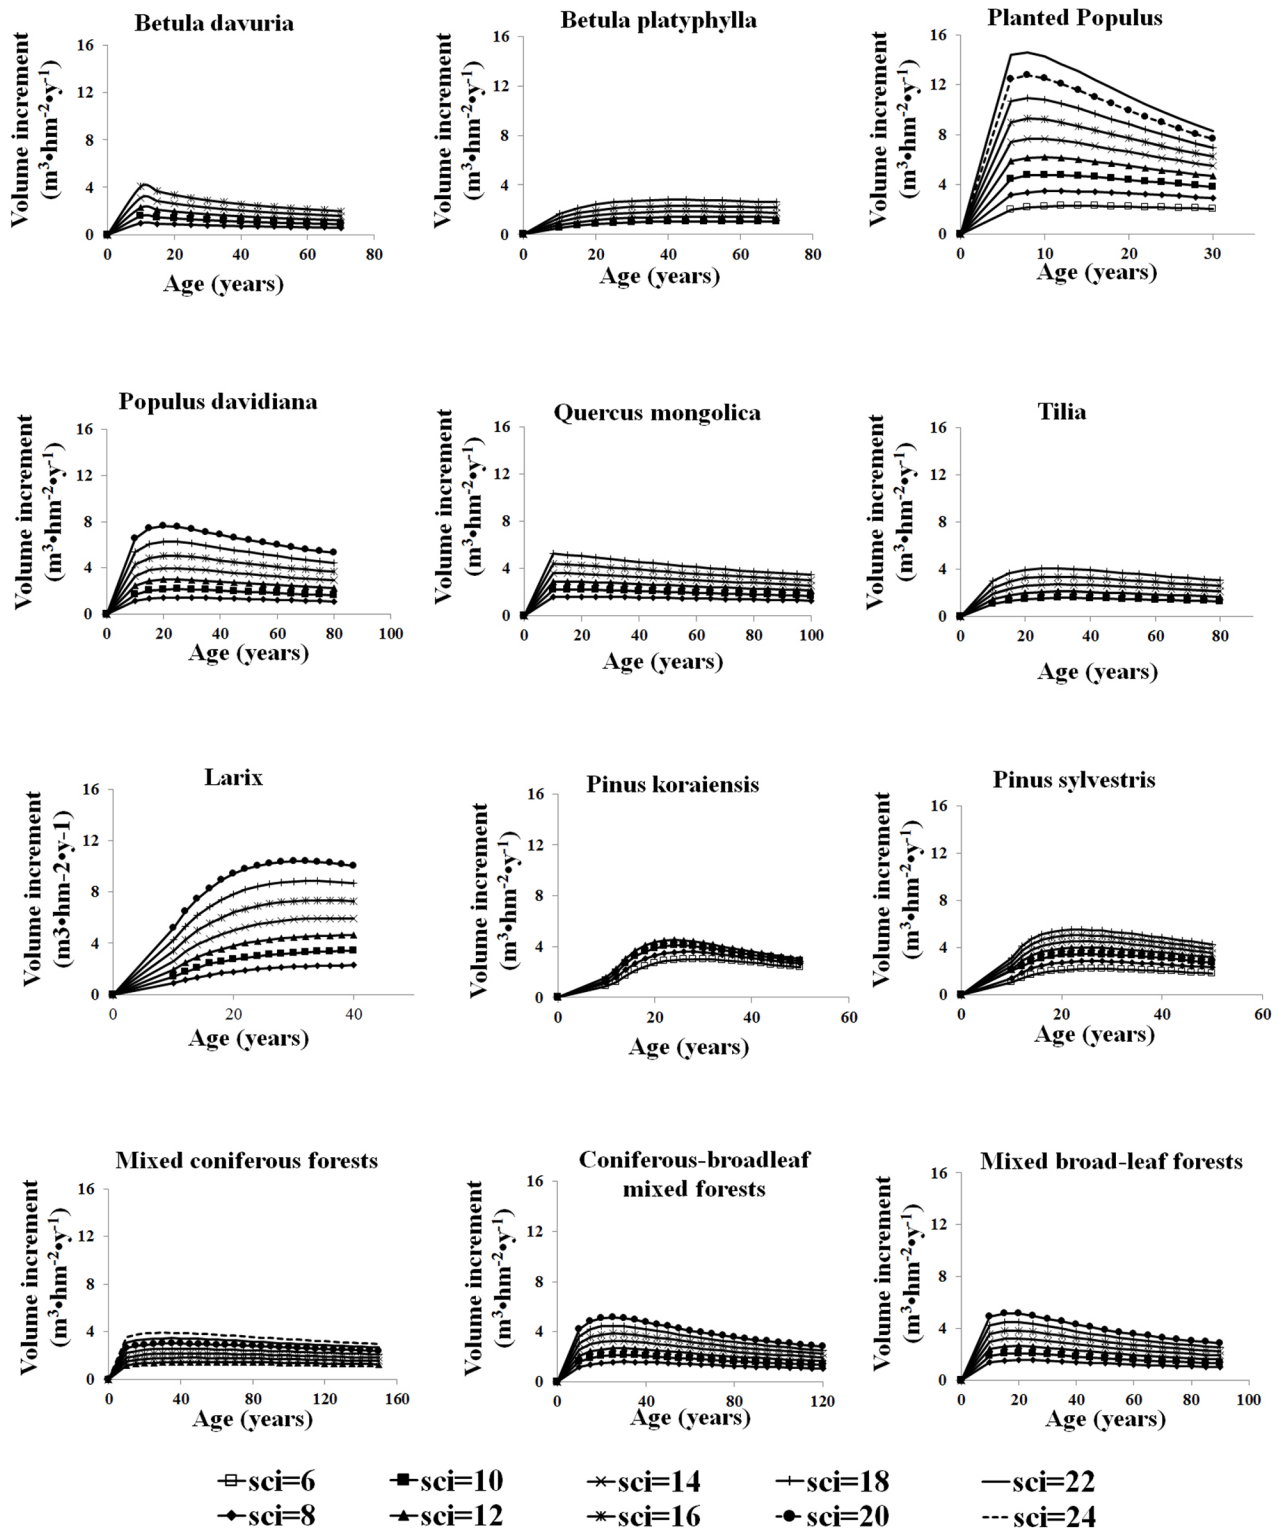 Betula davuria
Volume increment
(m³•hm⁻²•y⁻¹)
16
12
8
4
0
0 20 40 60 80
Age (years)
Betula platyphylla
Volume increment
(m³•hm⁻²•y⁻¹)
16
12
8
4
0
0 20 40 60 80
Age (years)
Planted Populus
Volume increment
(m³•hm⁻²•y⁻¹)
16
12
8
4
0
0 10 20 30
Age (years)
Populus davidiana
Volume increment
(m³•hm⁻²•y⁻¹)
16
12
8
4
0
0 20 40 60 80 100
Age (years)
Quercus mongolica
Volume increment
(m³•hm⁻²•y⁻¹)
16
12
8
4
0
0 20 40 60 80 100
Age (years)
Tilia
Volume increment
(m³•hm⁻²•y⁻¹)
16
12
8
4
0
0 20 40 60 80
Age (years)
Larix
Volume increment
(m3•hm-2•y-1)
16
12
8
4
0
0 20 40
Age (years)
Pinus koraiensis
Volume increment
(m³•hm⁻²•y⁻¹)
16
12
8
4
0
0 20 40 60
Age (years)
Pinus sylvestris
Volume increment
(m³•hm⁻²•y⁻¹)
16
12
8
4
0
0 20 40 60
Age (years)
Mixed coniferous forests
Volume increment
(m³•hm⁻²•y⁻¹)
16
12
8
4
0
0 40 80 120 160
Age (years)
Coniferous-broadleaf
mixed forests
Volume increment
(m³•hm⁻²•y⁻¹)
16
12
8
4
0
0 40 80 120
Age (years)
Mixed broad-leaf forests
Volume increment
(m³•hm⁻²•y⁻¹)
16
12
8
4
0
0 20 40 60 80 100
Age (years)
sci=6 sci=10 sci=14 sci=18 sci=22
sci=8 sci=12 sci=16 sci=20 sci=24